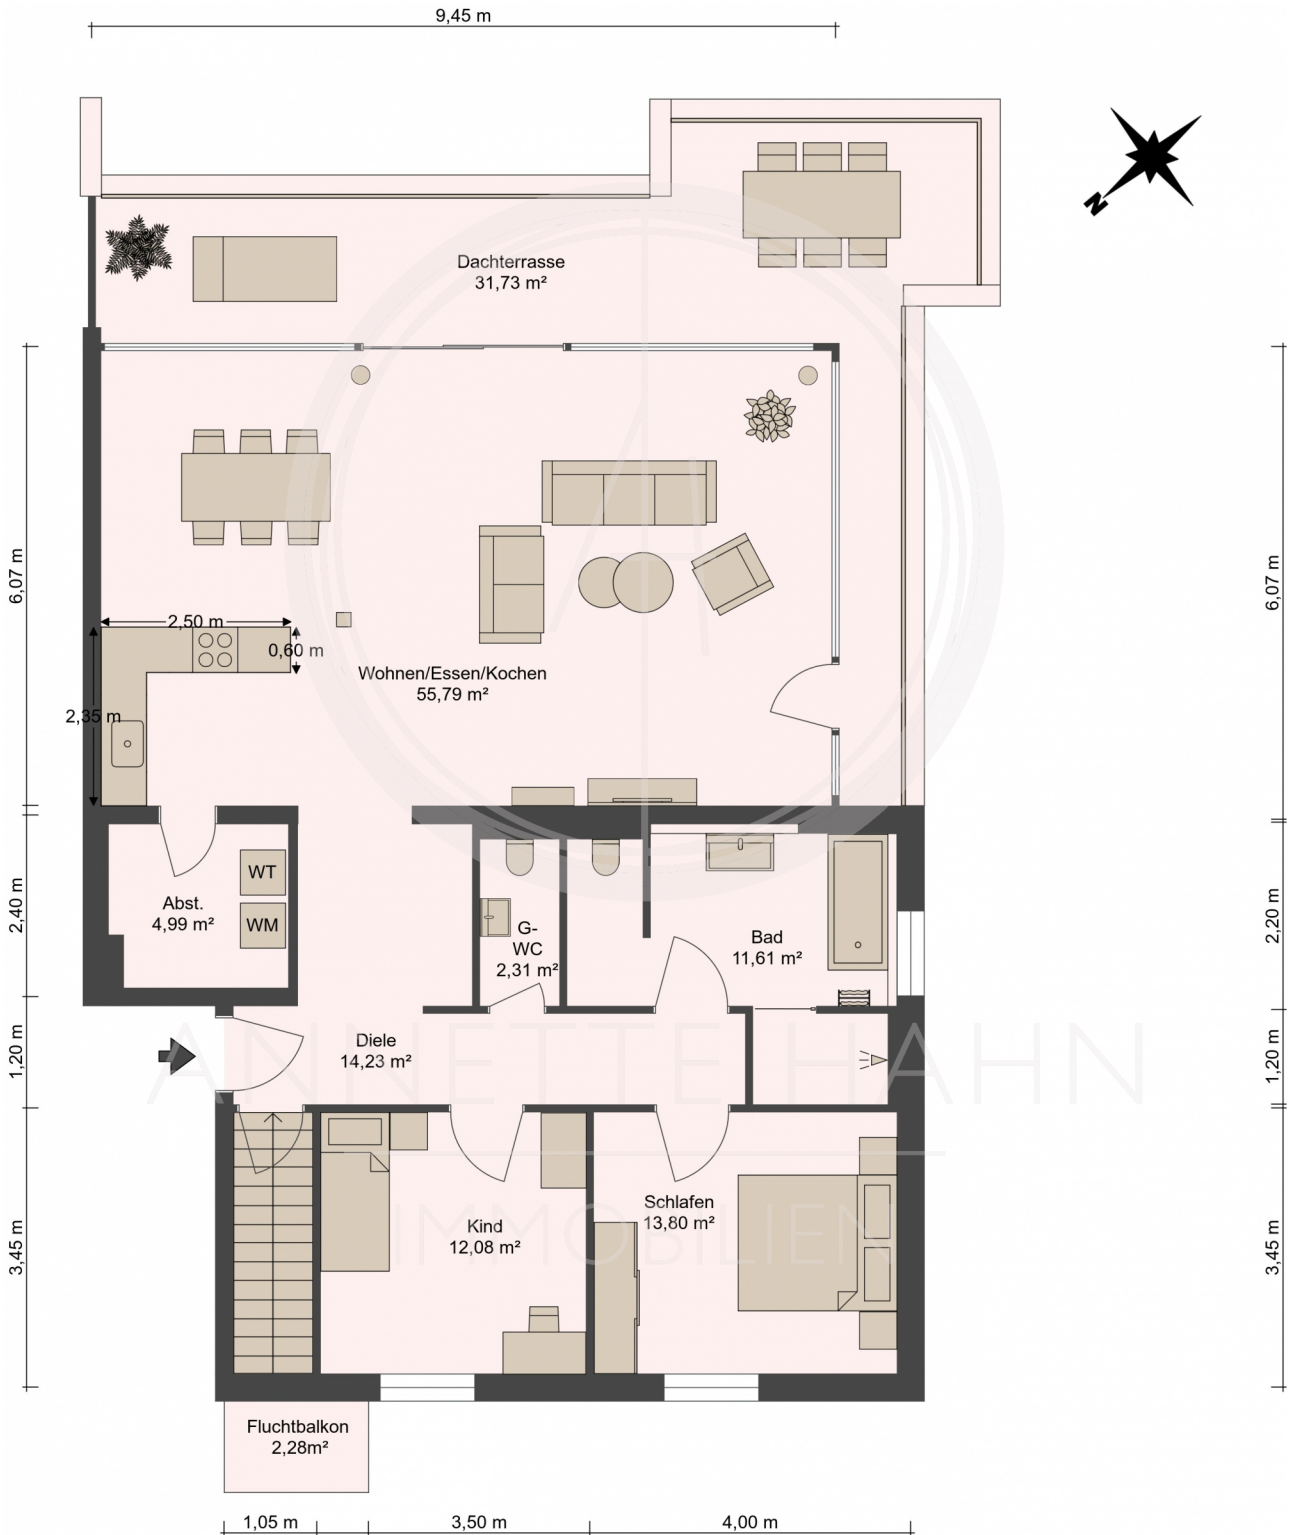 9,45 m
N
Dachterrasse
31,73 m²
6,07 m
6,07 m
2,50 m
0,60 m
2,35 m
Wohnen/Essen/Kochen
55,79 m²
WT
WM
Abst.
4,99 m²
G-
WC
2,31 m²
Bad
11,61 m²
2,40 m
2,20 m
ANNETTE HAHN
Diele
14,23 m²
1,20 m
1,20 m
IMMOBILIEN
Kind
12,08 m²
Schlafen
13,80 m²
3,45 m
3,45 m
Fluchtbalkon
2,28m²
1,05 m
3,50 m
4,00 m